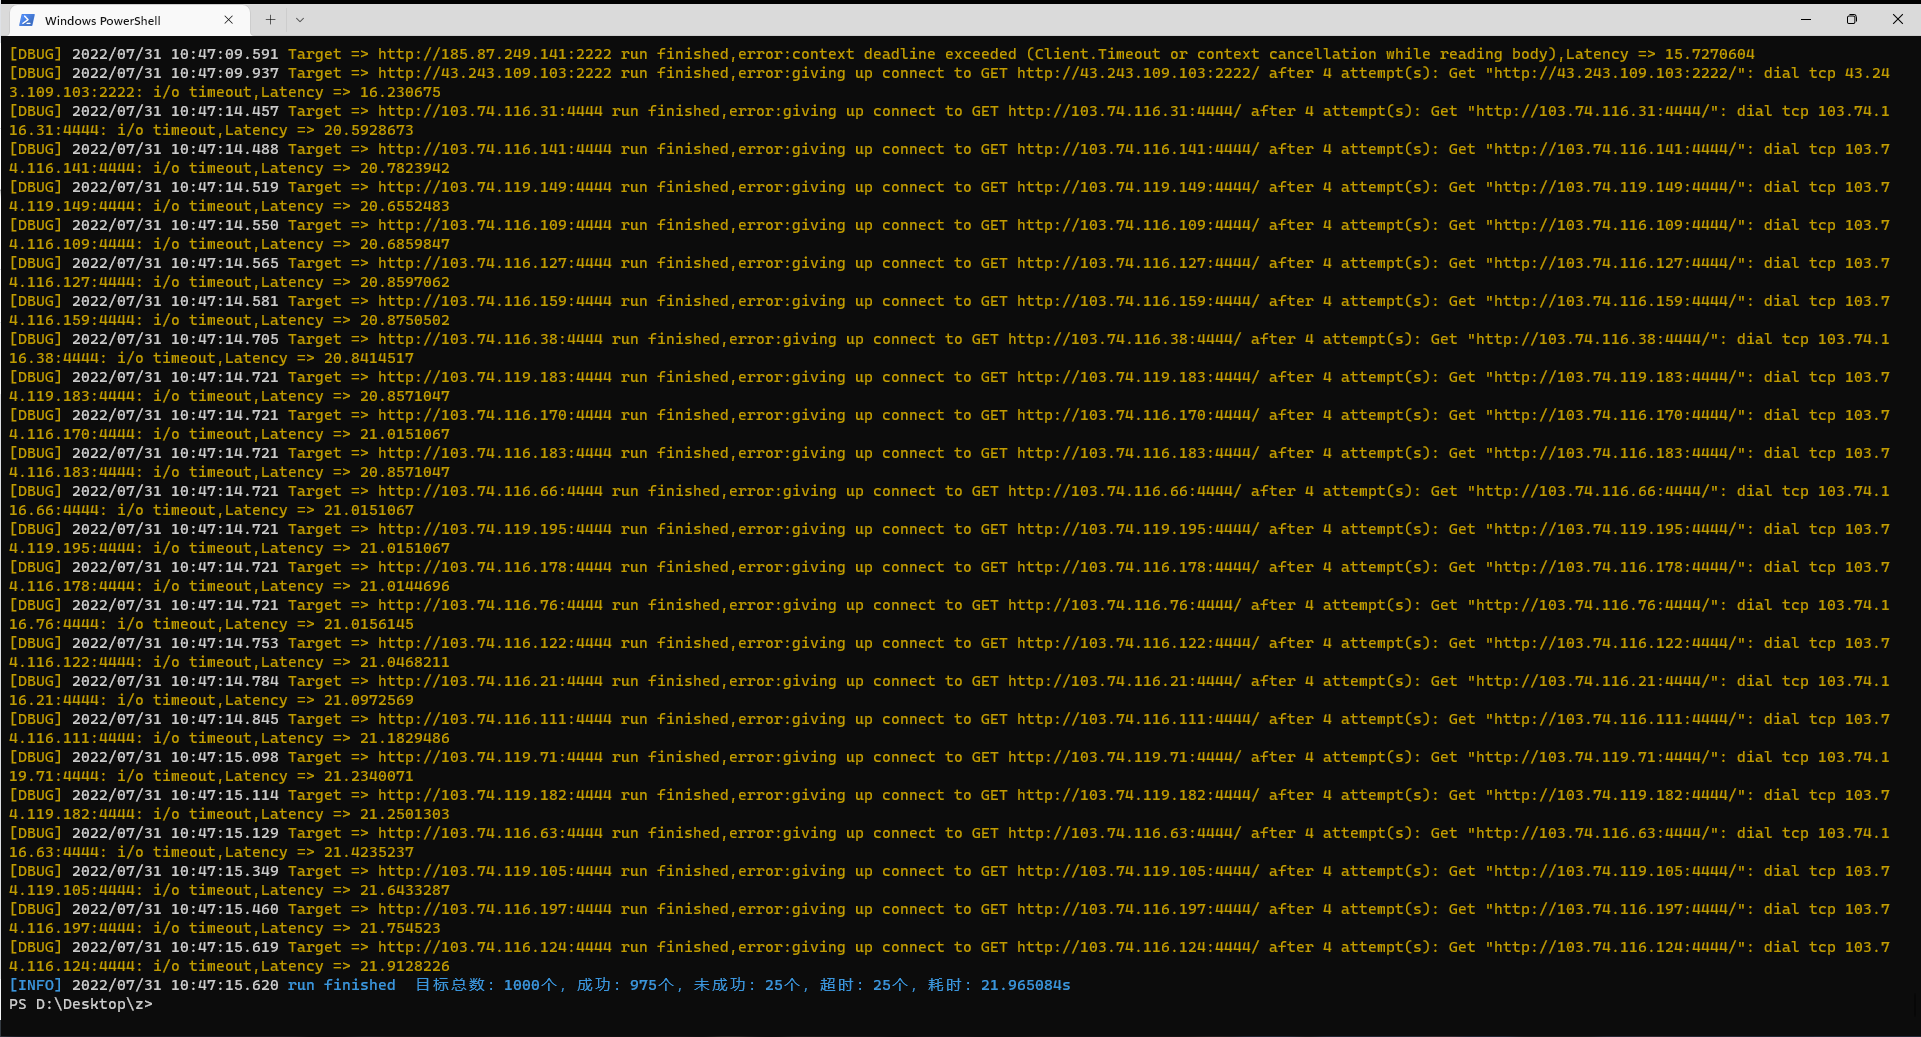 Windows PowerShell
[DBUG] 2022/07/31 10:47:09.591 Target => http://185.87.249.141:2222 run finished,error:context deadline exceeded (Client.Timeout or context cancellation while reading body),Latency => 15.7270604
[DBUG] 2022/07/31 10:47:09.937 Target => http://43.243.109.103:2222 run finished,error:giving up connect to GET http://43.243.109.103:2222/ after 4 attempt(s): Get "http://43.243.109.103:2222/": dial tcp 43.24
3.109.103:2222: i/o timeout,Latency => 16.230675
[DBUG] 2022/07/31 10:47:14.457 Target => http://103.74.116.31:4444 run finished,error:giving up connect to GET http://103.74.116.31:4444/ after 4 attempt(s): Get "http://103.74.116.31:4444/": dial tcp 103.74.1
16.31:4444: i/o timeout,Latency => 20.5928673
[DBUG] 2022/07/31 10:47:14.488 Target => http://103.74.116.141:4444 run finished,error:giving up connect to GET http://103.74.116.141:4444/ after 4 attempt(s): Get "http://103.74.116.141:4444/": dial tcp 103.7
4.116.141:4444: i/o timeout,Latency => 20.7823942
[DBUG] 2022/07/31 10:47:14.519 Target => http://103.74.119.149:4444 run finished,error:giving up connect to GET http://103.74.119.149:4444/ after 4 attempt(s): Get "http://103.74.119.149:4444/": dial tcp 103.7
4.119.149:4444: i/o timeout,Latency => 20.6552483
[DBUG] 2022/07/31 10:47:14.550 Target => http://103.74.116.109:4444 run finished,error:giving up connect to GET http://103.74.116.109:4444/ after 4 attempt(s): Get "http://103.74.116.109:4444/": dial tcp 103.7
4.116.109:4444: i/o timeout,Latency => 20.6859847
[DBUG] 2022/07/31 10:47:14.565 Target => http://103.74.116.127:4444 run finished,error:giving up connect to GET http://103.74.116.127:4444/ after 4 attempt(s): Get "http://103.74.116.127:4444/": dial tcp 103.7
4.116.127:4444: i/o timeout,Latency => 20.8597062
[DBUG] 2022/07/31 10:47:14.581 Target => http://103.74.116.159:4444 run finished,error:giving up connect to GET http://103.74.116.159:4444/ after 4 attempt(s): Get "http://103.74.116.159:4444/": dial tcp 103.7
4.116.159:4444: i/o timeout,Latency => 20.8750502
[DBUG] 2022/07/31 10:47:14.705 Target => http://103.74.116.38:4444 run finished,error:giving up connect to GET http://103.74.116.38:4444/ after 4 attempt(s): Get "http://103.74.116.38:4444/": dial tcp 103.74.1
16.38:4444: i/o timeout,Latency => 20.8414517
[DBUG] 2022/07/31 10:47:14.721 Target => http://103.74.119.183:4444 run finished,error:giving up connect to GET http://103.74.119.183:4444/ after 4 attempt(s): Get "http://103.74.119.183:4444/": dial tcp 103.7
4.119.183:4444: i/o timeout,Latency => 20.8571047
[DBUG] 2022/07/31 10:47:14.721 Target => http://103.74.116.170:4444 run finished,error:giving up connect to GET http://103.74.116.170:4444/ after 4 attempt(s): Get "http://103.74.116.170:4444/": dial tcp 103.7
4.116.170:4444: i/o timeout,Latency => 21.0151067
[DBUG] 2022/07/31 10:47:14.721 Target => http://103.74.116.183:4444 run finished,error:giving up connect to GET http://103.74.116.183:4444/ after 4 attempt(s): Get "http://103.74.116.183:4444/": dial tcp 103.7
4.116.183:4444: i/o timeout,Latency => 20.8571047
[DBUG] 2022/07/31 10:47:14.721 Target => http://103.74.116.66:4444 run finished,error:giving up connect to GET http://103.74.116.66:4444/ after 4 attempt(s): Get "http://103.74.116.66:4444/": dial tcp 103.74.1
16.66:4444: i/o timeout,Latency => 21.0151067
[DBUG] 2022/07/31 10:47:14.721 Target => http://103.74.119.195:4444 run finished,error:giving up connect to GET http://103.74.119.195:4444/ after 4 attempt(s): Get "http://103.74.119.195:4444/": dial tcp 103.7
4.119.195:4444: i/o timeout,Latency => 21.0151067
[DBUG] 2022/07/31 10:47:14.721 Target => http://103.74.116.178:4444 run finished,error:giving up connect to GET http://103.74.116.178:4444/ after 4 attempt(s): Get "http://103.74.116.178:4444/": dial tcp 103.7
4.116.178:4444: i/o timeout,Latency => 21.0144696
[DBUG] 2022/07/31 10:47:14.721 Target => http://103.74.116.76:4444 run finished,error:giving up connect to GET http://103.74.116.76:4444/ after 4 attempt(s): Get "http://103.74.116.76:4444/": dial tcp 103.74.1
16.76:4444: i/o timeout,Latency => 21.0156145
[DBUG] 2022/07/31 10:47:14.753 Target => http://103.74.116.122:4444 run finished,error:giving up connect to GET http://103.74.116.122:4444/ after 4 attempt(s): Get "http://103.74.116.122:4444/": dial tcp 103.7
4.116.122:4444: i/o timeout,Latency => 21.0468211
[DBUG] 2022/07/31 10:47:14.784 Target => http://103.74.116.21:4444 run finished,error:giving up connect to GET http://103.74.116.21:4444/ after 4 attempt(s): Get "http://103.74.116.21:4444/": dial tcp 103.74.1
16.21:4444: i/o timeout,Latency => 21.0972569
[DBUG] 2022/07/31 10:47:14.845 Target => http://103.74.116.111:4444 run finished,error:giving up connect to GET http://103.74.116.111:4444/ after 4 attempt(s): Get "http://103.74.116.111:4444/": dial tcp 103.7
4.116.111:4444: i/o timeout,Latency => 21.1829486
[DBUG] 2022/07/31 10:47:15.098 Target => http://103.74.119.71:4444 run finished,error:giving up connect to GET http://103.74.119.71:4444/ after 4 attempt(s): Get "http://103.74.119.71:4444/": dial tcp 103.74.1
19.71:4444: i/o timeout,Latency => 21.2340071
[DBUG] 2022/07/31 10:47:15.114 Target => http://103.74.119.182:4444 run finished,error:giving up connect to GET http://103.74.119.182:4444/ after 4 attempt(s): Get "http://103.74.119.182:4444/": dial tcp 103.7
4.119.182:4444: i/o timeout,Latency => 21.2501303
[DBUG] 2022/07/31 10:47:15.129 Target => http://103.74.116.63:4444 run finished,error:giving up connect to GET http://103.74.116.63:4444/ after 4 attempt(s): Get "http://103.74.116.63:4444/": dial tcp 103.74.1
16.63:4444: i/o timeout,Latency => 21.4235237
[DBUG] 2022/07/31 10:47:15.349 Target => http://103.74.119.105:4444 run finished,error:giving up connect to GET http://103.74.119.105:4444/ after 4 attempt(s): Get "http://103.74.119.105:4444/": dial tcp 103.7
4.119.105:4444: i/o timeout,Latency => 21.6433287
[DBUG] 2022/07/31 10:47:15.460 Target => http://103.74.116.197:4444 run finished,error:giving up connect to GET http://103.74.116.197:4444/ after 4 attempt(s): Get "http://103.74.116.197:4444/": dial tcp 103.7
4.116.197:4444: i/o timeout,Latency => 21.754523
[DBUG] 2022/07/31 10:47:15.619 Target => http://103.74.116.124:4444 run finished,error:giving up connect to GET http://103.74.116.124:4444/ after 4 attempt(s): Get "http://103.74.116.124:4444/": dial tcp 103.7
4.116.124:4444: i/o timeout,Latency => 21.9128226
[INFO] 2022/07/31 10:47:15.620 run finished  目标总数: 1000个, 成功: 975个, 未成功: 25个, 超时: 25个, 耗时: 21.965084s
PS D:\Desktop\z>